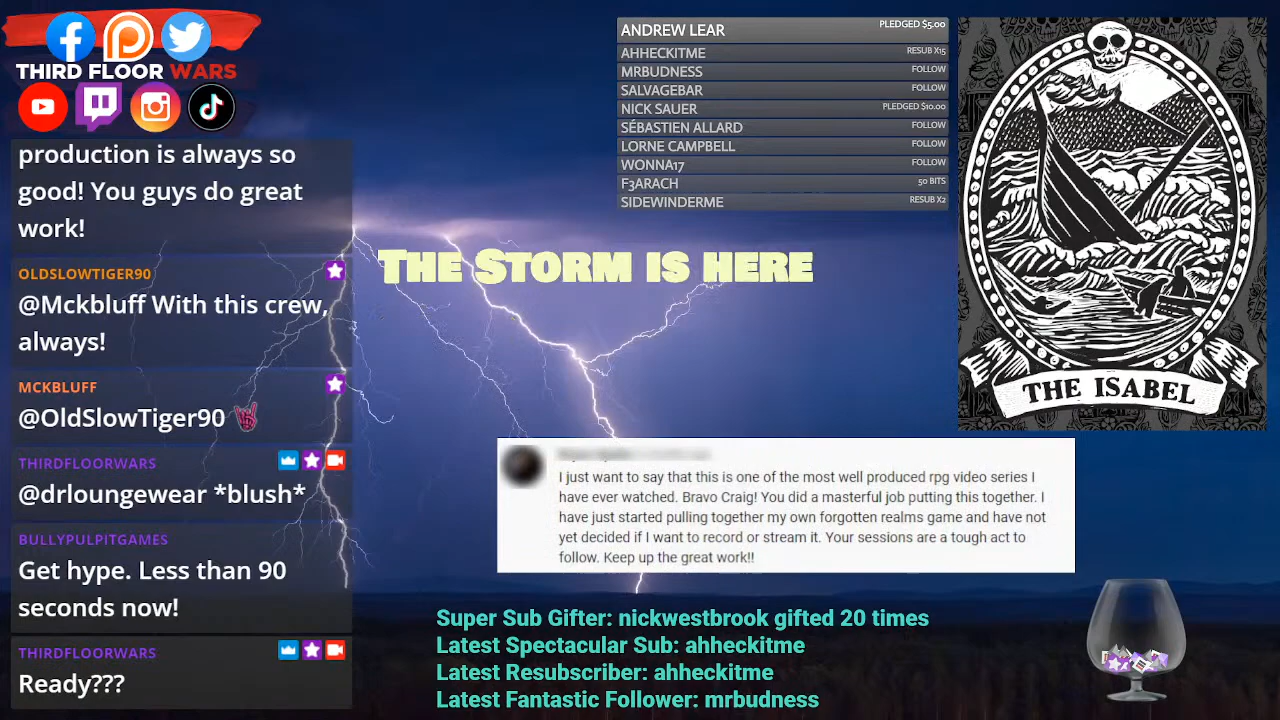 THIRD FLOOR WARS
production is always so
good! You guys do great
work!
OLDSLOWTIGER90
@Mckbluff With this crew,
always!
MCKBLUFF
@OldSlowTiger90
THIRDFLOORWARS
@drloungewear *blush*
BULLYPULPITGAMES
Get hype. Less than 90
seconds now!
THIRDFLOORWARS
Ready???
THE STORM IS HERE
ANDREW LEAR PLEDGED $5.00
AHHECKITME RESUB X15
MRBUDNESS FOLLOW
SALVAGEBAR FOLLOW
NICK SAUER PLEDGED $10.00
SÉBASTIEN ALLARD FOLLOW
LORNE CAMPBELL FOLLOW
WONNA17 FOLLOW
F3ARACH 50 BITS
SIDEWINDERME RESUB X2
THE ISABEL
I just want to say that this is one of the most well produced rpg video series I
have ever watched. Bravo Craig! You did a masterful job putting this together. I
have just started pulling together my own forgotten realms game and have not
yet decided if I want to record or stream it. Your sessions are a tough act to
follow. Keep up the great work!!
Super Sub Gifter: nickwestbrook gifted 20 times
Latest Spectacular Sub: ahheckitme
Latest Resubscriber: ahheckitme
Latest Fantastic Follower: mrbudness